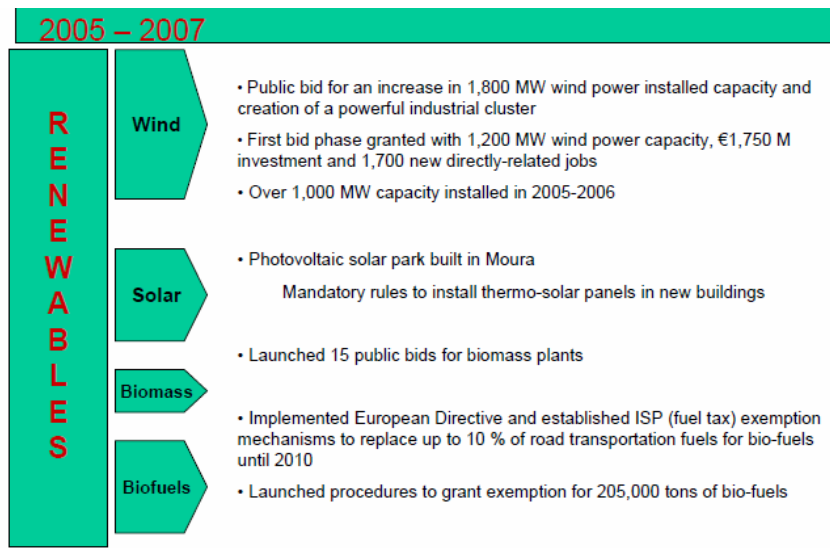 2005 – 2007
RENEWABLES
Wind
• Public bid for an increase in 1,800 MW wind power installed capacity and
creation of a powerful industrial cluster
• First bid phase granted with 1,200 MW wind power capacity, €1,750 M
investment and 1,700 new directly-related jobs
• Over 1,000 MW capacity installed in 2005-2006
Solar
• Photovoltaic solar park built in Moura
Mandatory rules to install thermo-solar panels in new buildings
Biomass
• Launched 15 public bids for biomass plants
Biofuels
• Implemented European Directive and established ISP (fuel tax) exemption
mechanisms to replace up to 10 % of road transportation fuels for bio-fuels
until 2010
• Launched procedures to grant exemption for 205,000 tons of bio-fuels